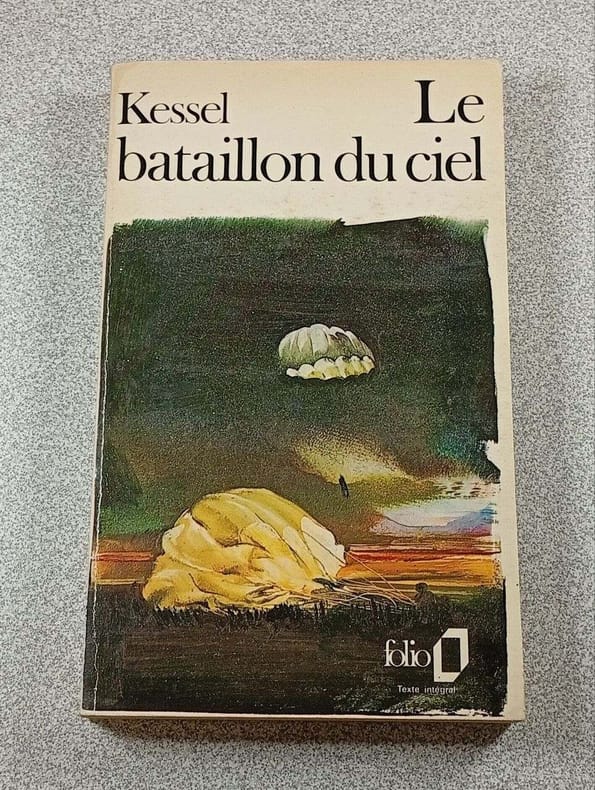 Kessel Le
bataillon du ciel
folio
Texte intégral